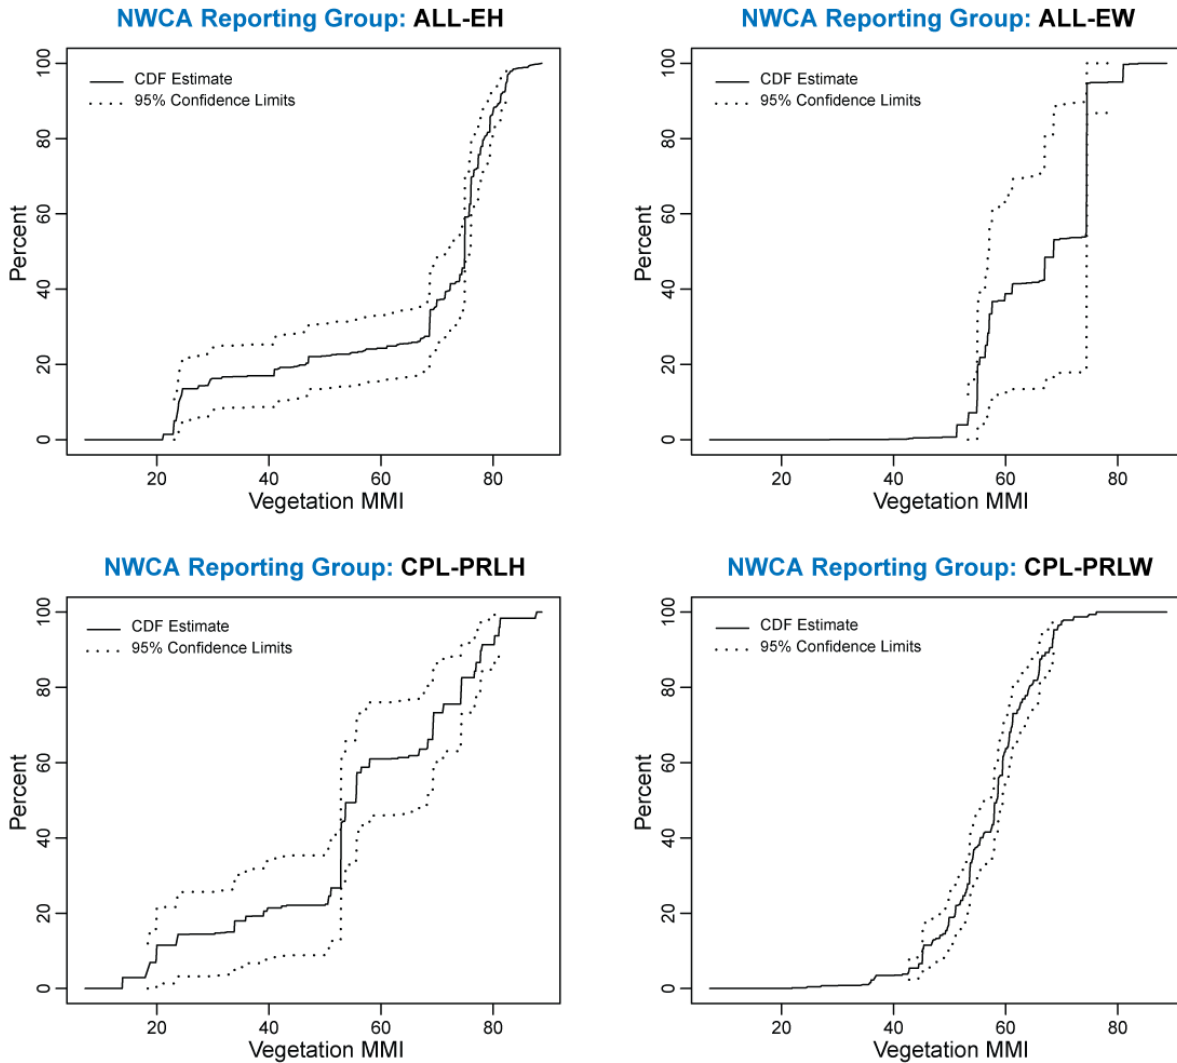 NWCA Reporting Group: ALL-EH
CDF Estimate
95% Confidence Limits
Percent
0
20
40
60
80
100
20
40
60
80
Vegetation MMI
NWCA Reporting Group: ALL-EW
CDF Estimate
95% Confidence Limits
Percent
0
20
40
60
80
100
20
40
60
80
Vegetation MMI
NWCA Reporting Group: CPL-PRLH
CDF Estimate
95% Confidence Limits
Percent
0
20
40
60
80
100
20
40
60
80
Vegetation MMI
NWCA Reporting Group: CPL-PRLW
CDF Estimate
95% Confidence Limits
Percent
0
20
40
60
80
100
20
40
60
80
Vegetation MMI